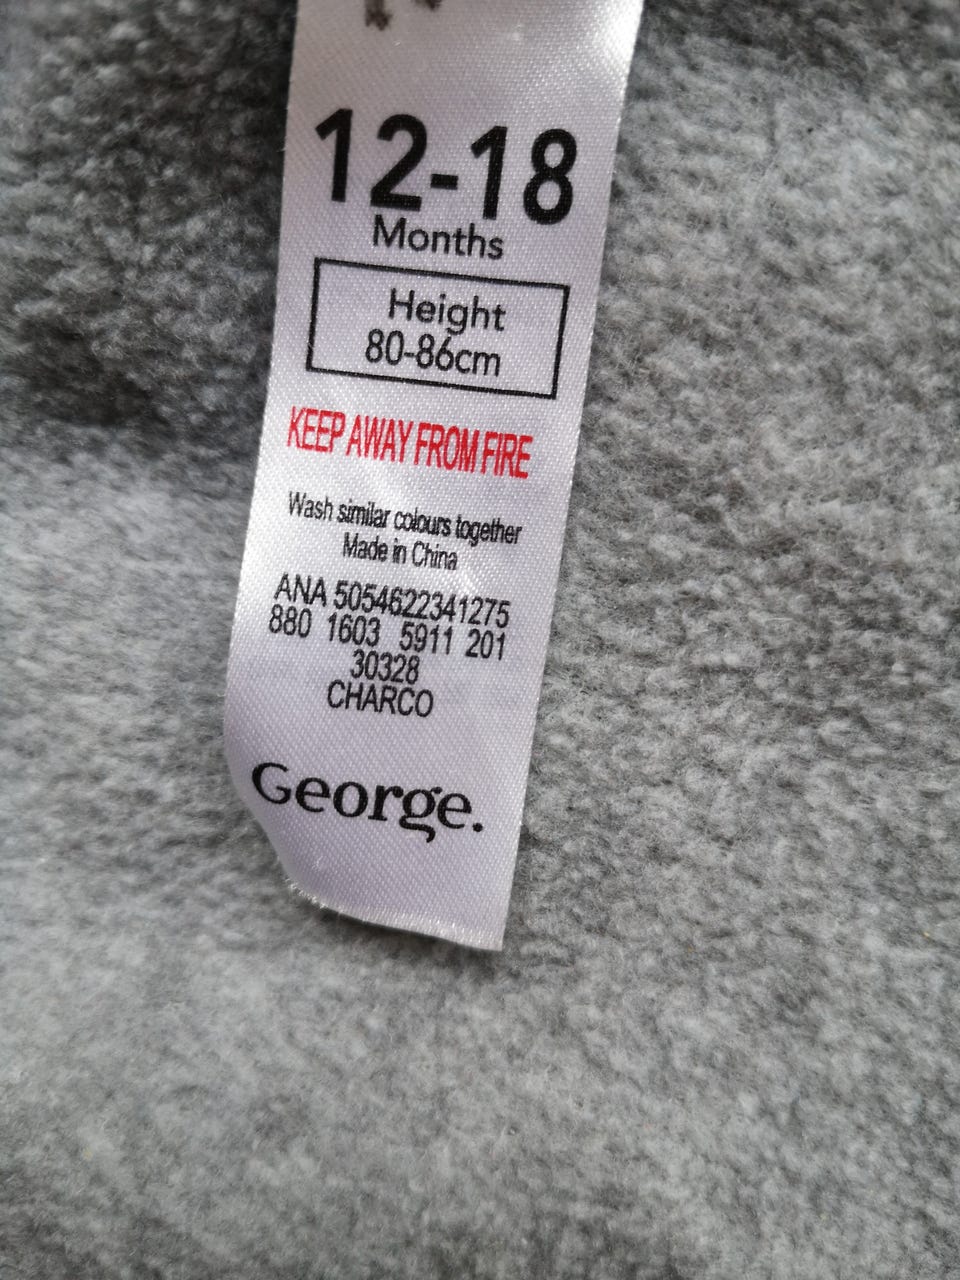 12-18
Months
Height
80-86cm
KEEP AWAY FROM FIRE
Wash similar colours together
Made in China
ANA 5054622341275
880 1603 5911 201
30328
CHARCO
George.